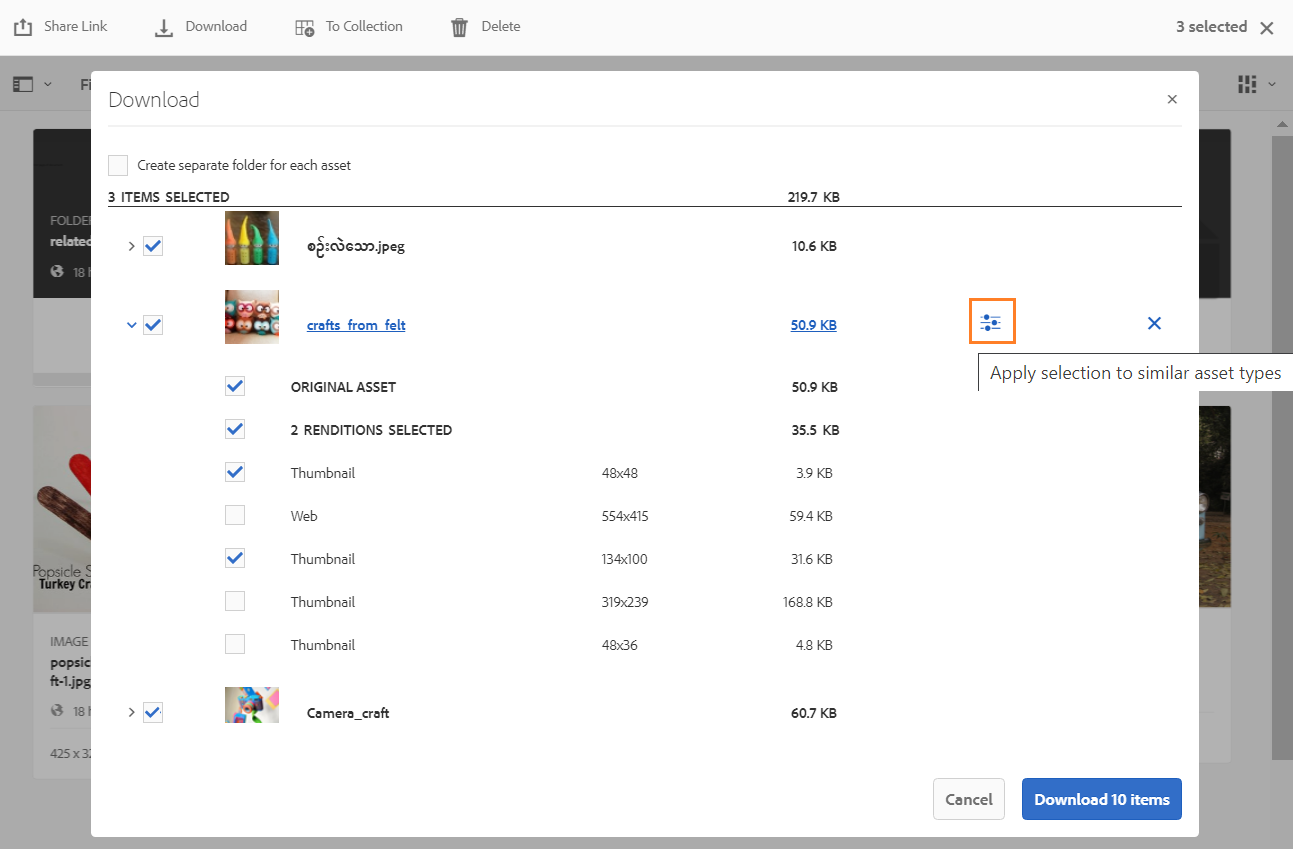 Share Link
Download
To Collection
Delete
3 selected
Download
Create separate folder for each asset
3 ITEMS SELECTED 219.7 KB
စဉ်းလဲသော.jpeg 10.6 KB
crafts_from_felt 50.9 KB
Apply selection to similar asset types
ORIGINAL ASSET 50.9 KB
2 RENDITIONS SELECTED 35.5 KB
Thumbnail 48x48 3.9 KB
Web 554x415 59.4 KB
Thumbnail 134x100 31.6 KB
Thumbnail 319x239 168.8 KB
Thumbnail 48x36 4.8 KB
Camera_craft 60.7 KB
Cancel
Download 10 items
FOLDER
related
18
Popsicle S
Turkey Cr
IMAGE
popsic
ft-1.jpg
18
425 x 32